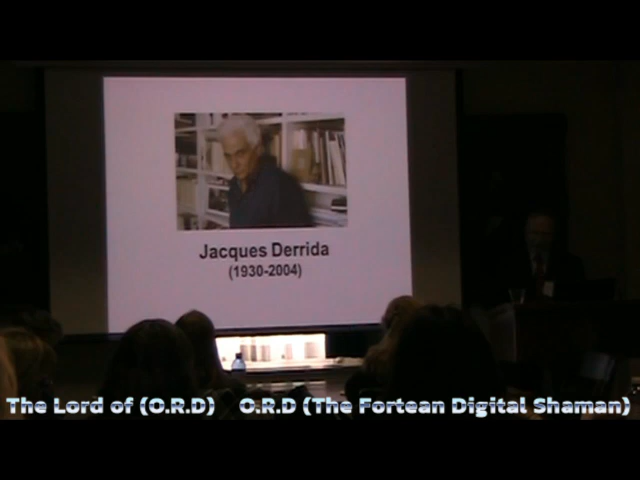 Jacques Derrida
(1930-2004)
The Lord of (O.R.D) O.R.D (The Fortean Digital Shaman)